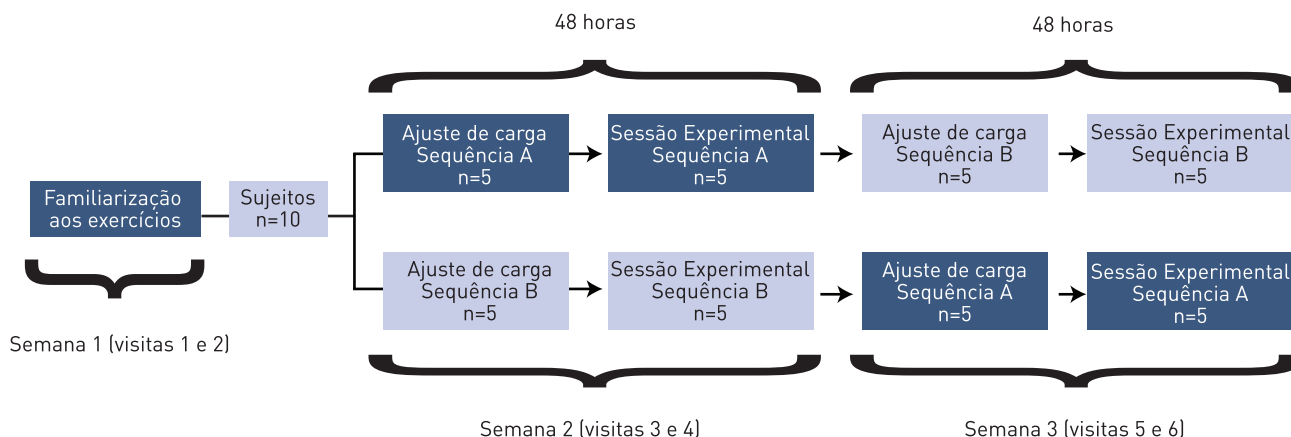 48 horas
48 horas
Ajuste de carga
Sequência A
n=5
Sessão Experimental
Sequência A
n=5
Ajuste de carga
Sequência B
n=5
Sessão Experimental
Sequência B
n=5
Familiarização
aos exercícios
Sujeitos
n=10
Ajuste de carga
Sequência B
n=5
Sessão Experimental
Sequência B
n=5
Ajuste de carga
Sequência A
n=5
Sessão Experimental
Sequência A
n=5
Semana 1 (visitas 1 e 2)
Semana 2 (visitas 3 e 4)
Semana 3 (visitas 5 e 6)